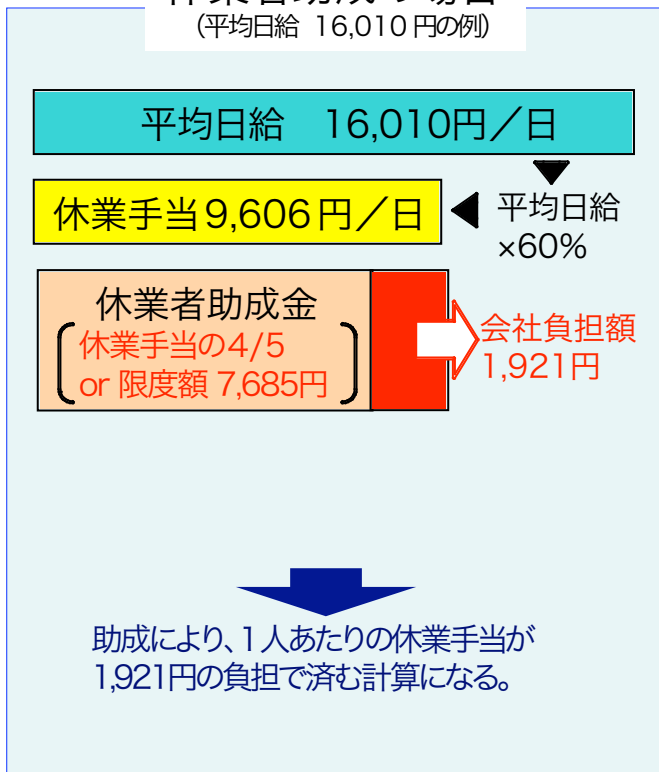 (平均日給 16,010円の例)
平均日給 16,010円／日
休業手当9,606円／日
平均日給
×60%
休業者助成金
休業手当の4/5
or 限度額 7,685円
会社負担額
1,921円
助成により、1人あたりの休業手当が
1,921円の負担で済む計算になる。